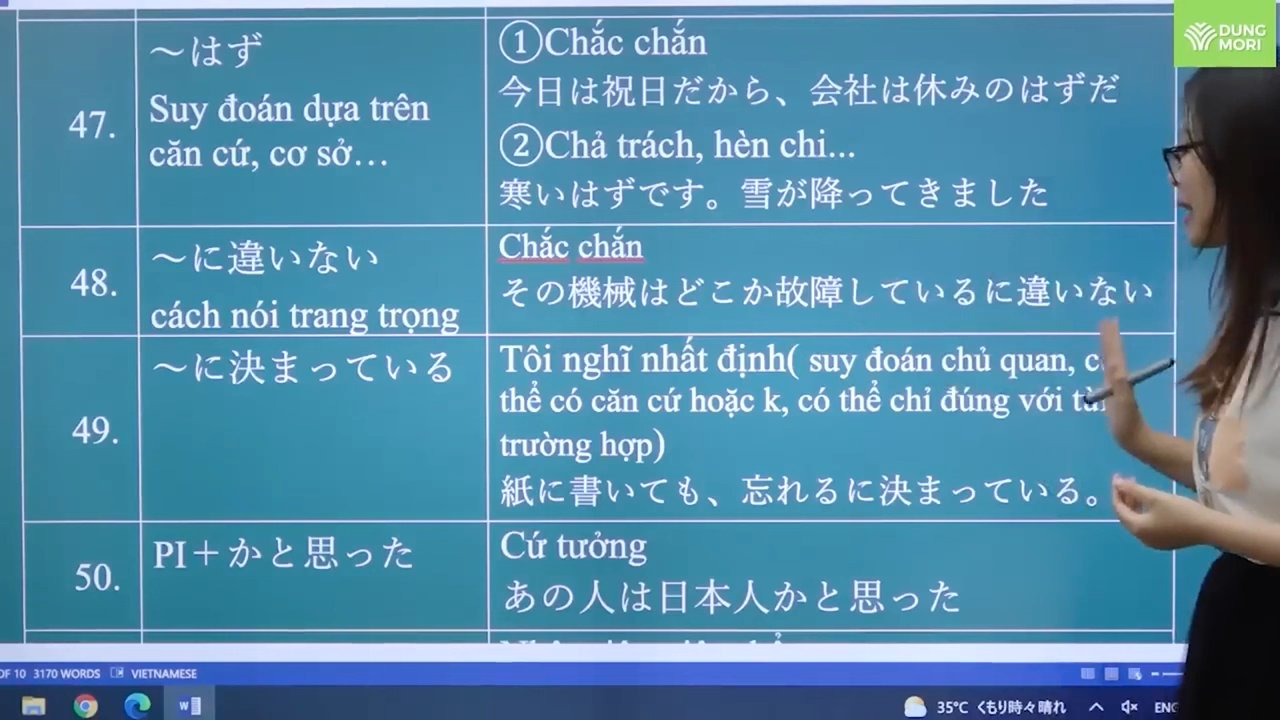 DUNG
MORI
47.
~はず
Suy đoán dựa trên
căn cứ, cơ sở…
①Chắc chắn
今日は祝日だから、会社は休みのはずだ
②Chả trách, hèn chi...
寒いはずです。雪が降ってきました
48.
~に違いない
cách nói trang trọng
Chắc chắn
その機械はどこか故障しているに違いない
49.
~に決まっている
Tôi nghĩ nhất định( suy đoán chủ quan,
thể có căn cứ hoặc k, có thể chỉ đúng với
trường hợp)
紙に書いても、忘れるに決まっている。
50.
PI+かと思った
Cứ tưởng
あの人は日本人かと思った
OF 10 3170 WORDS VIETNAMESE
35°C くもり時々晴れ ENG